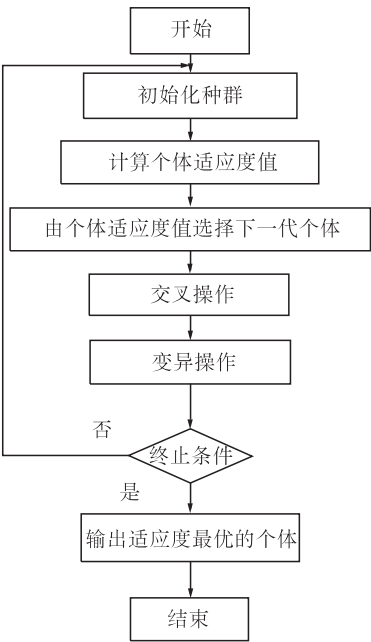 开始
初始化种群
计算个体适应度值
由个体适应度值选择下一代个体
交叉操作
变异操作
终止条件
否
是
输出适应度最优的个体
结束